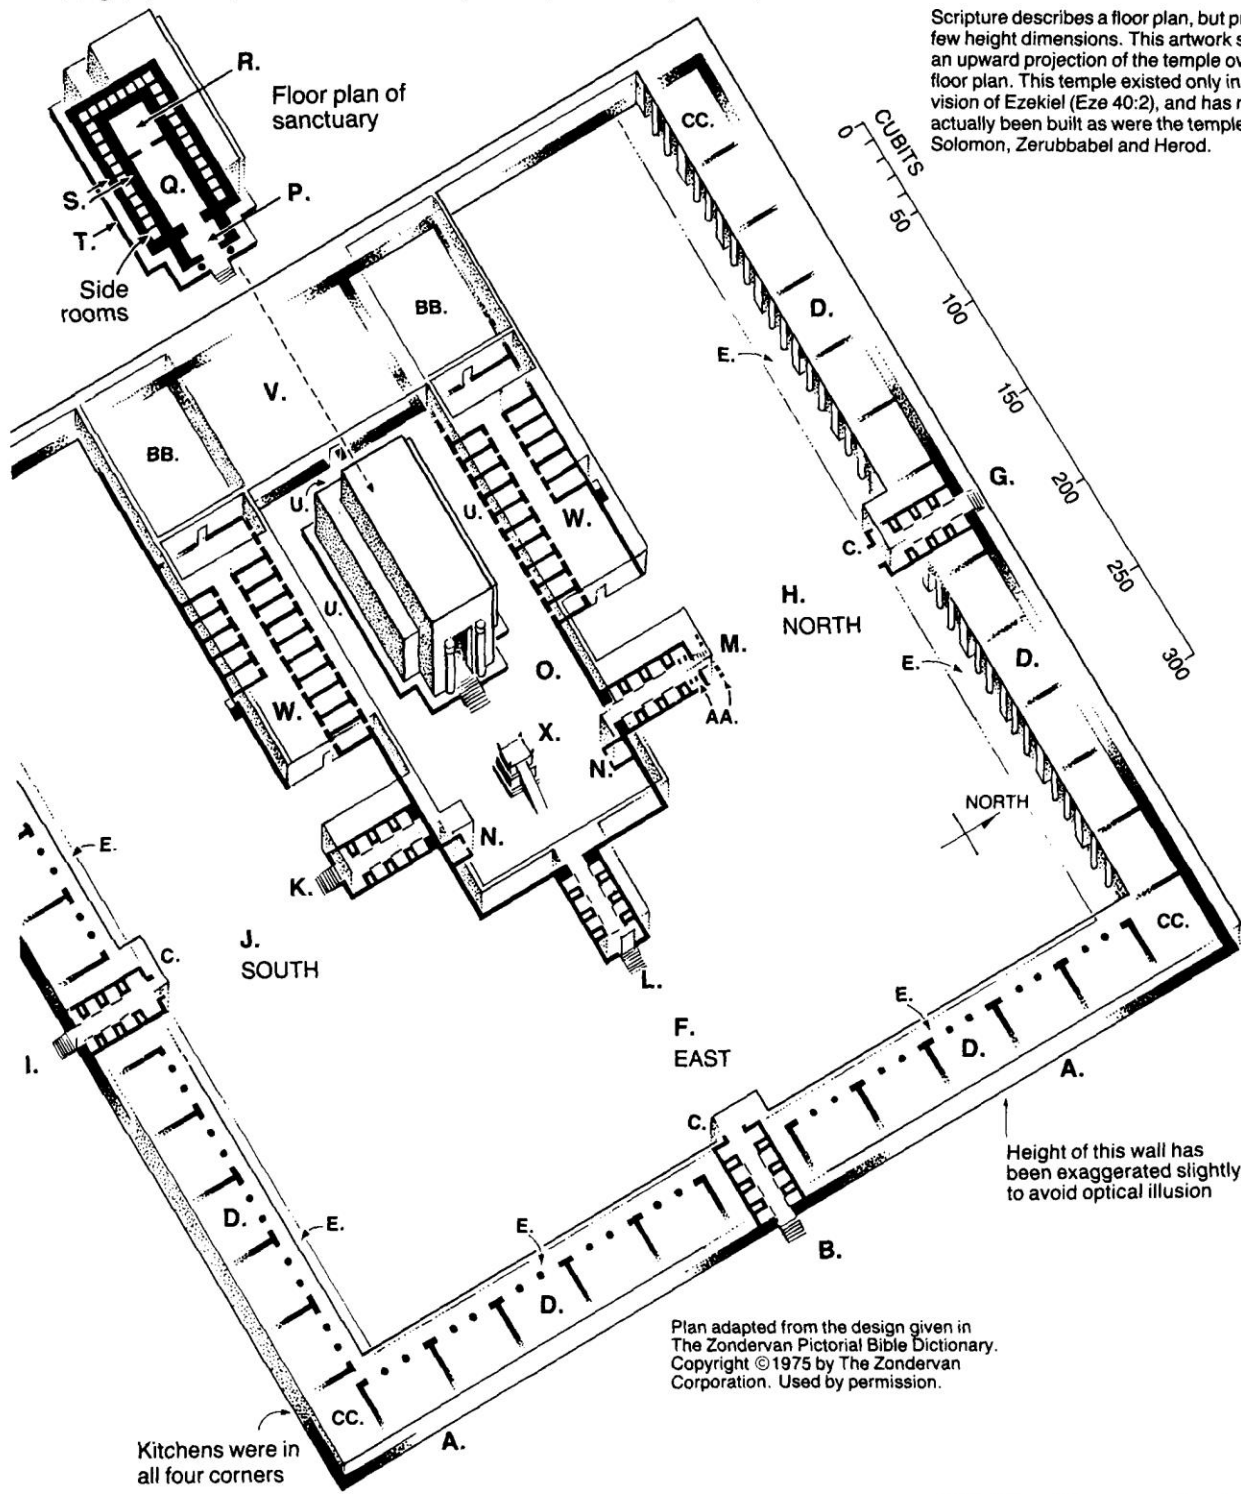 Scripture describes a floor plan, but
few height dimensions. This artwork
an upward projection of the temple
floor plan. This temple existed only in
vision of Ezekiel (Eze 40:2), and has
actually been built as were the
Solomon, Zerubbabel and Herod.
R.
Floor plan of
sanctuary
CC.
CUBITS
0
50
100
150
200
250
300
S.
Q.
P.
T.
Side
rooms
BB.
D.
E.
V.
BB.
G.
U.
U.
W.
C.
U.
H.
NORTH
M.
E.
D.
O.
W.
AA.
X.
N.
NORTH
E.
N.
K.
CC.
J.
SOUTH
C.
L.
E.
F.
EAST
D.
A.
I.
C.
Height of this wall has
been exaggerated slightly
to avoid optical illusion
D.
E.
E.
B.
D.
Plan adapted from the design given in
The Zondervan Pictorial Bible Dictionary.
Copyright ©1975 by The Zondervan
Corporation. Used by permission.
CC.
A.
Kitchens were in
all four corners